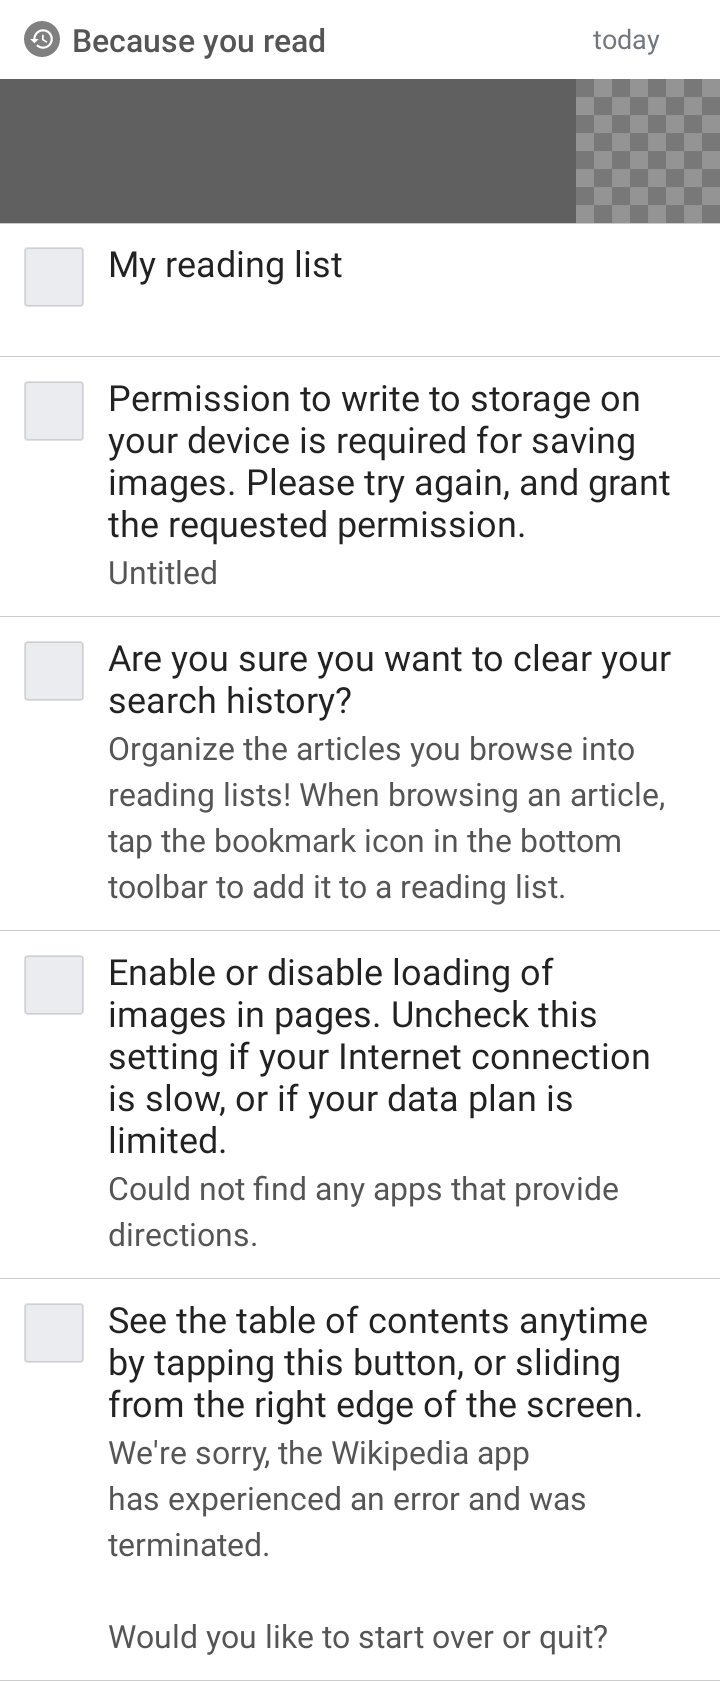 Because you read
today
My reading list
Permission to write to storage on
your device is required for saving
images. Please try again, and grant
the requested permission.
Untitled
Are you sure you want to clear your
search history?
Organize the articles you browse into
reading lists! When browsing an article,
tap the bookmark icon in the bottom
toolbar to add it to a reading list.
Enable or disable loading of
images in pages. Uncheck this
setting if your Internet connection
is slow, or if your data plan is
limited.
Could not find any apps that provide
directions.
See the table of contents anytime
by tapping this button, or sliding
from the right edge of the screen.
We're sorry, the Wikipedia app
has experienced an error and was
terminated.
Would you like to start over or quit?